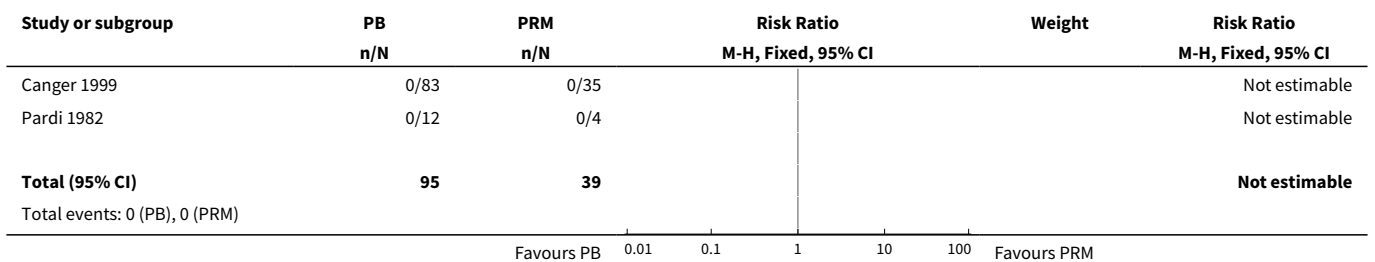 Study or subgroup PB PRM Risk Ratio Weight Risk Ratio
n/N n/N M-H, Fixed, 95% CI M-H, Fixed, 95% CI
Canger 1999 0/83 0/35 Not estimable
Pardi 1982 0/12 0/4 Not estimable
Total (95% CI) 95 39 Not estimable
Total events: 0 (PB), 0 (PRM)
Favours PB 0.01 0.1 1 10 100 Favours PRM